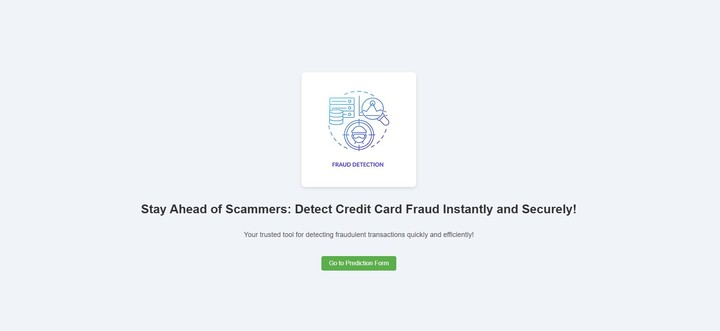 FRAUD DETECTION
Stay Ahead of Scammers: Detect Credit Card Fraud Instantly and Securely!
Your trusted tool for detecting fraudulent transactions quickly and efficiently!
Go to Prediction Form